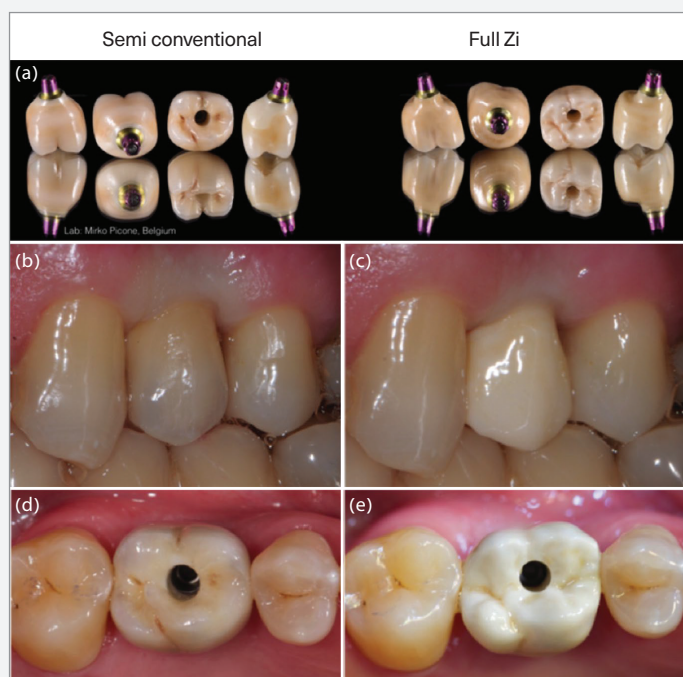 Semi conventional
Full Zi
(a)
Lab: Mirko Picone, Belgium
(b)
(c)
(d)
(e)